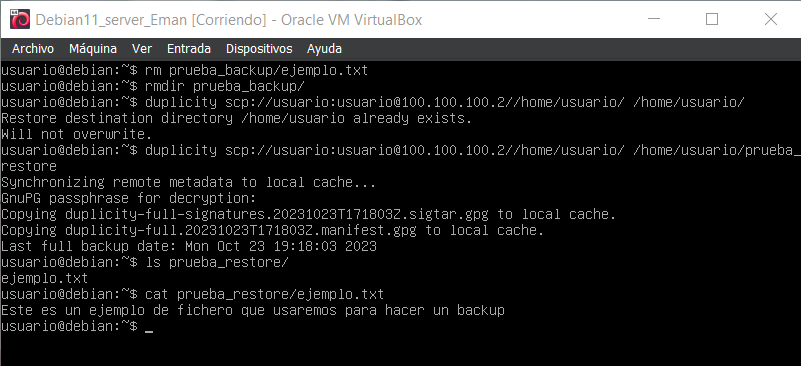 Debian11_server_Eman [Corriendo] - Oracle VM VirtualBox
Archivo Máquina Ver Entrada Dispositivos Ayuda
usuario@debian:~$ rm prueba_backup/ejemplo.txt
usuario@debian:~$ rmdir prueba_backup/
usuario@debian:~$ duplicity scp://usuario:usuario@100.100.100.2//home/usuario/ /home/usuario/
Restore destination directory /home/usuario already exists.
Will not overwrite.
usuario@debian:~$ duplicity scp://usuario:usuario@100.100.100.2//home/usuario/ /home/usuario/prueba_
restore
Synchronizing remote metadata to local cache...
GnuPG passphrase for decryption:
Copying duplicity-full-signatures.20231023T171803Z.sigtar.gpg to local cache.
Copying duplicity-full.20231023T171803Z.manifest.gpg to local cache.
Last full backup date: Mon Oct 23 19:18:03 2023
usuario@debian:~$ ls prueba_restore/
ejemplo.txt
usuario@debian:~$ cat prueba_restore/ejemplo.txt
Este es un ejemplo de fichero que usaremos para hacer un backup
usuario@debian:~$ _